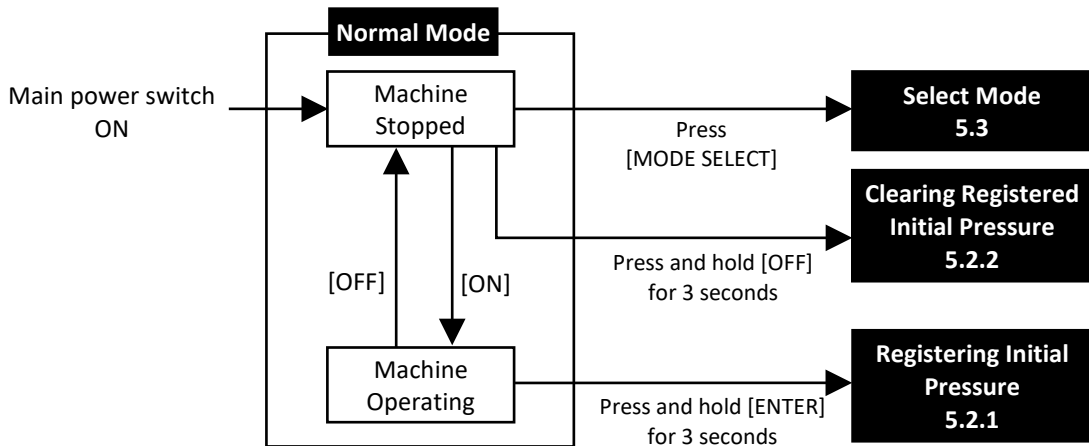 Normal Mode
Main power switch
ON
Machine
Stopped
Press
[MODE SELECT]
Select Mode
5.3
Clearing Registered
Initial Pressure
5.2.2
Press and hold [OFF]
for 3 seconds
[OFF]
[ON]
Machine
Operating
Press and hold [ENTER]
for 3 seconds
Registering Initial
Pressure
5.2.1